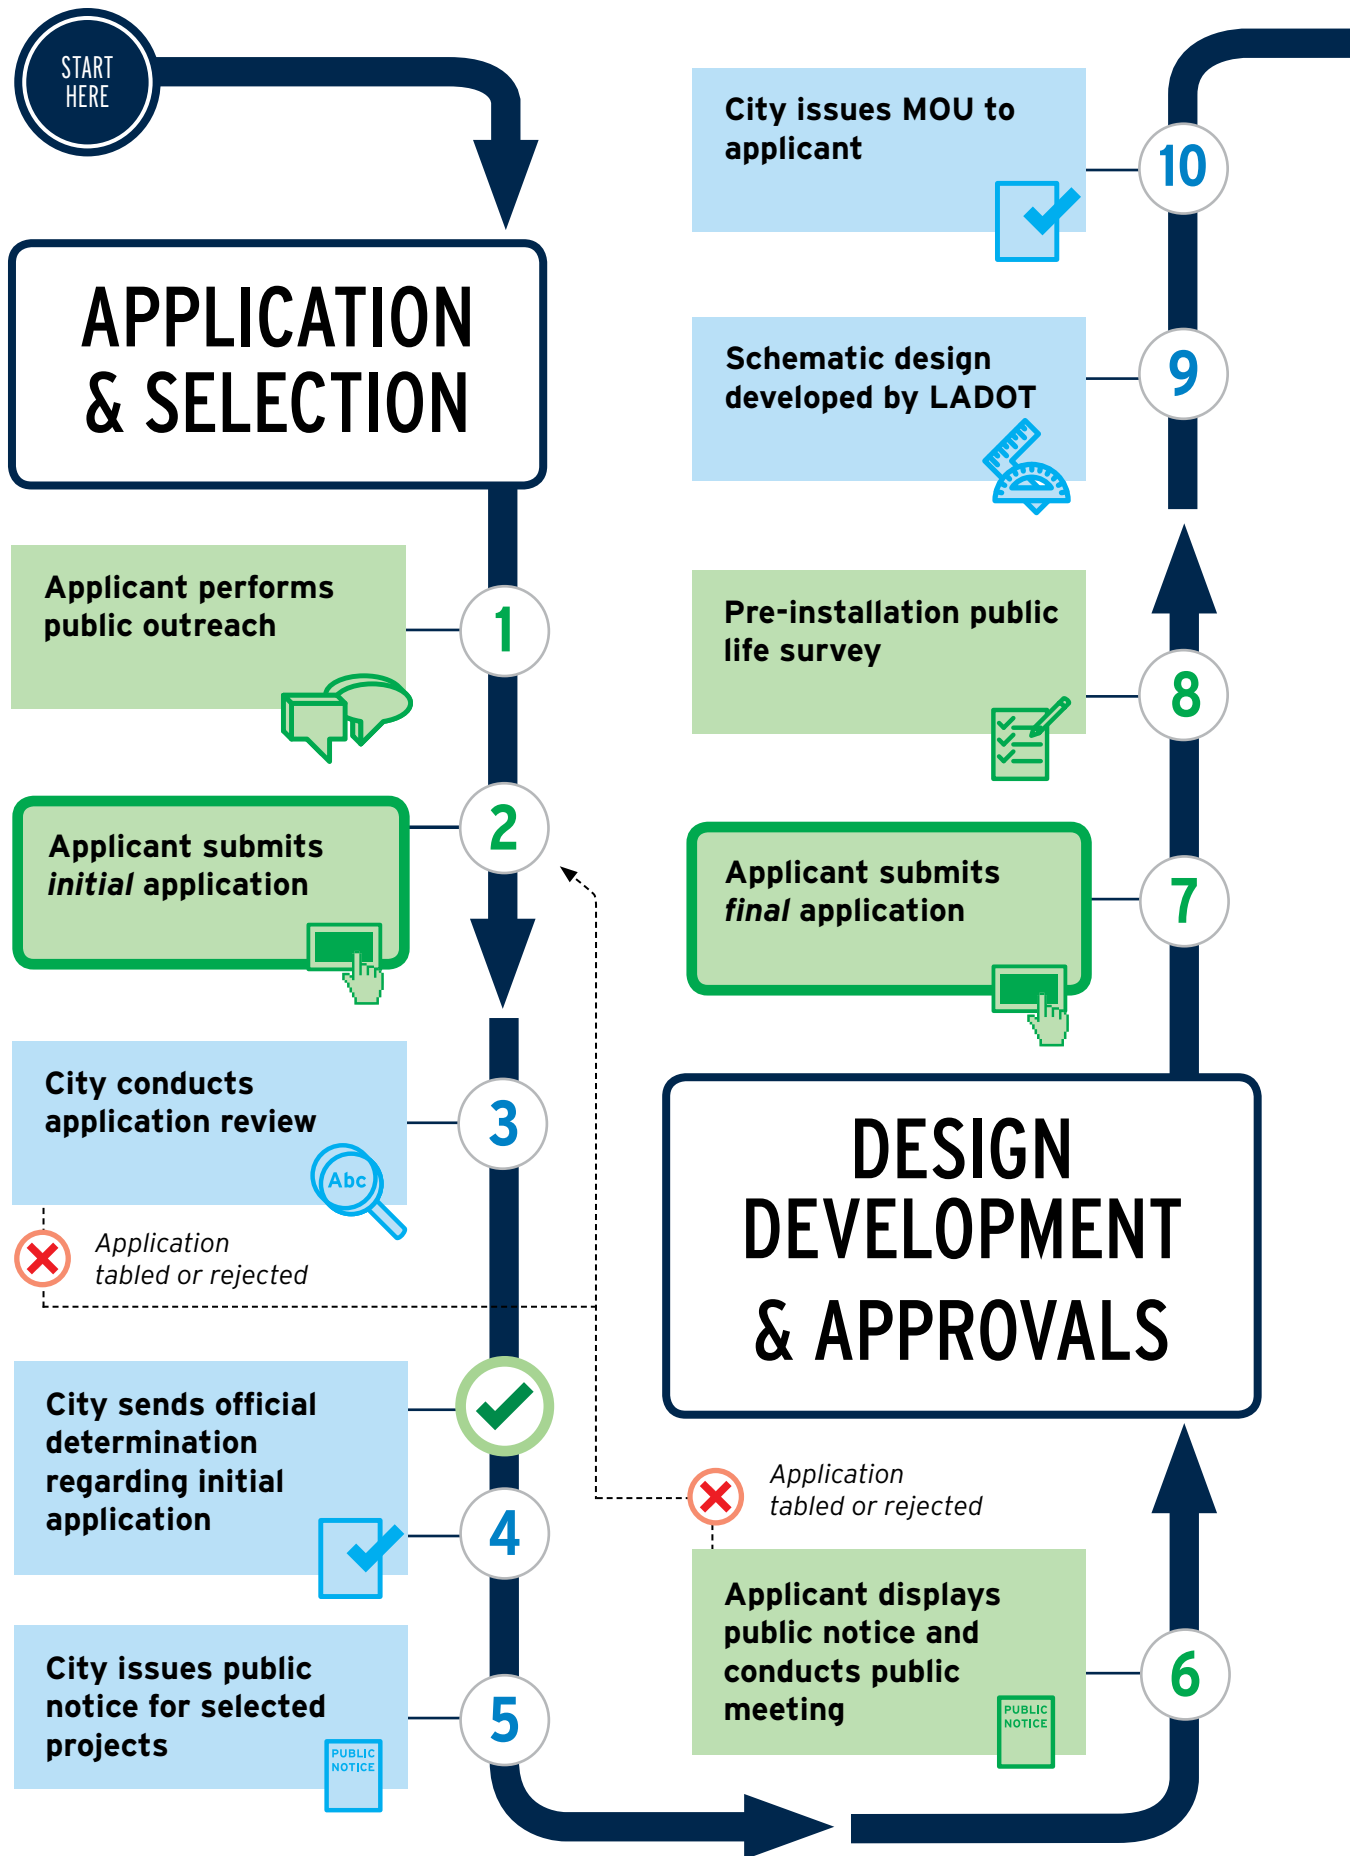 START
HERE
APPLICATION
& SELECTION
Applicant performs
public outreach
1
Applicant submits
initial application
2
City conducts
application review
3
Abc
Application
tabled or rejected
City sends official
determination
regarding initial
application
4
City issues public
notice for selected
projects
5
PUBLIC
NOTICE
Applicant displays
public notice and
conducts public
meeting
6
PUBLIC
NOTICE
Application
tabled or rejected
DESIGN
DEVELOPMENT
& APPROVALS
Applicant submits
final application
7
Pre-installation public
life survey
8
Schematic design
developed by LADOT
9
City issues MOU to
applicant
10